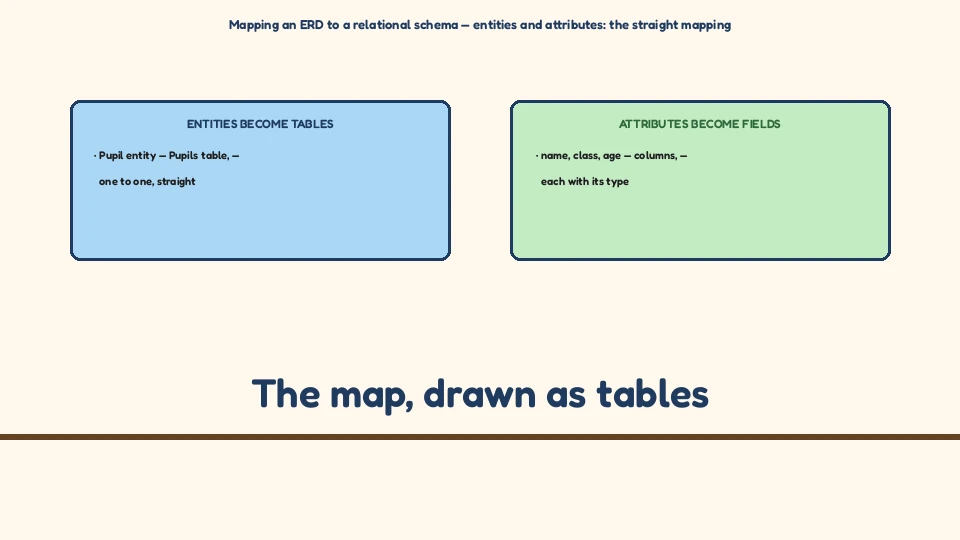 Mapping an ERD to a relational schema — entities and attributes: the straight mapping
ENTITIES BECOME TABLES
· Pupil entity — Pupils table, —
one to one, straight
ATTRIBUTES BECOME FIELDS
· name, class, age — columns, —
each with its type
The map, drawn as tables